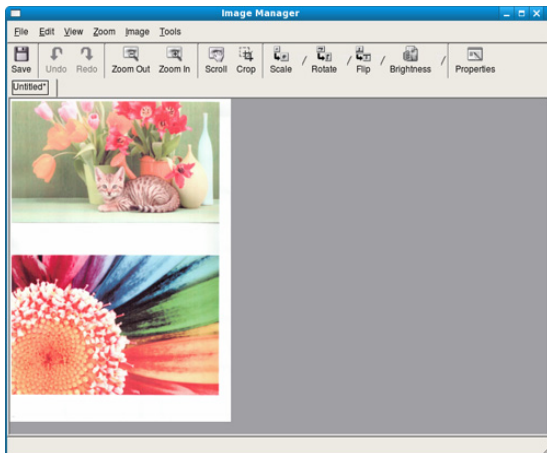 Image Manager
File Edit View Zoom Image Tools
Save Undo Redo Zoom Out Zoom In Scroll Crop Scale / Rotate / Flip / Brightness / Properties
Untitled*